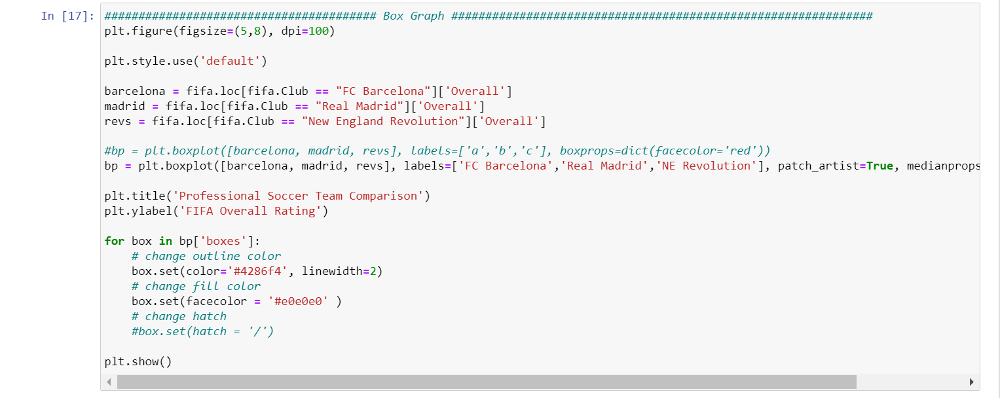 In [17]: ######################################## Box Graph ##############################################################
plt.figure(figsize=(5,8), dpi=100)
plt.style.use('default')
barcelona = fifa.loc[fifa.Club == "FC Barcelona"]['Overall']
madrid = fifa.loc[fifa.Club == "Real Madrid"]['Overall']
revs = fifa.loc[fifa.Club == "New England Revolution"]['Overall']
#bp = plt.boxplot([barcelona, madrid, revs], labels=['a','b','c'], boxprops=dict(facecolor='red'))
bp = plt.boxplot([barcelona, madrid, revs], labels=['FC Barcelona','Real Madrid','NE Revolution'], patch_artist=True, medianprops
plt.title('Professional Soccer Team Comparison')
plt.ylabel('FIFA Overall Rating')
for box in bp['boxes']:
    # change outline color
    box.set(color='#4286f4', linewidth=2)
    # change fill color
    box.set(facecolor = '#e0e0e0' )
    # change hatch
    #box.set(hatch = '/')
plt.show()